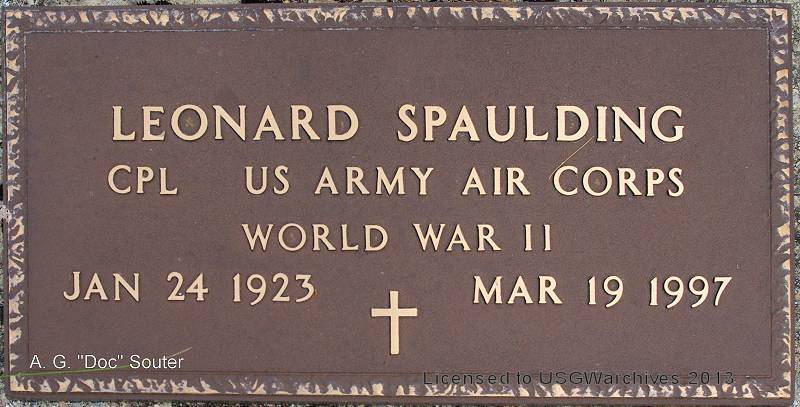 LEONARD SPAULDING
CPL US ARMY AIR CORPS
WORLD WAR II
JAN 24 1923 MAR 19 1997
A. G. "Doc" Souter
Licensed to USGWarchives 2013